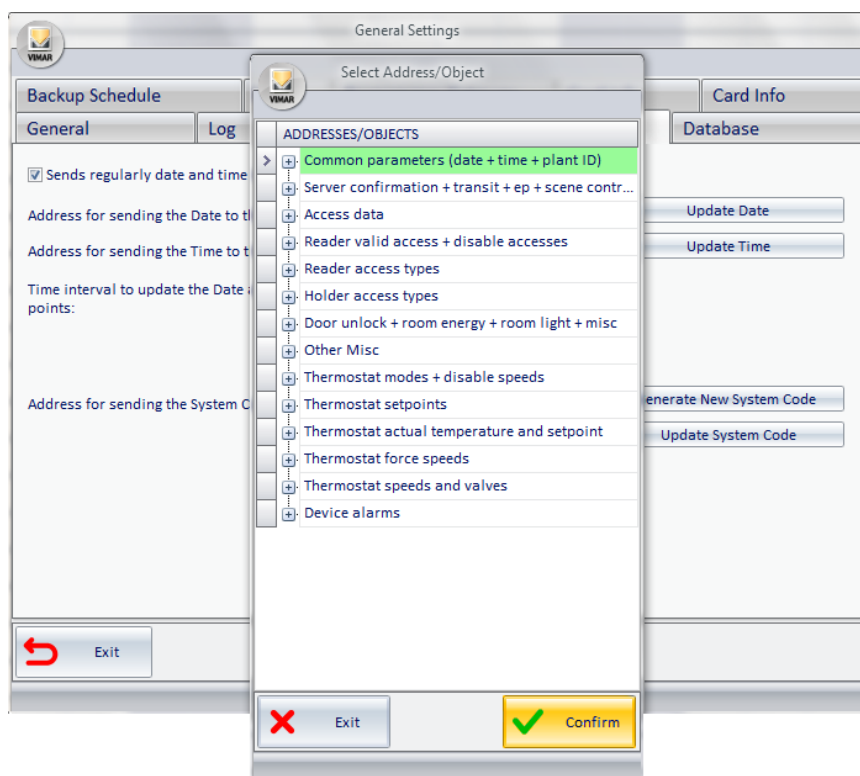 General Settings
VIMAR
Select Address/Object
VIMAR
Backup Schedule
Card Info
General
Log
Database
ADDRESSES/OBJECTS
Common parameters (date + time + plant ID)
Server confirmation + transit + ep + scene contr...
Access data
Reader valid access + disable accesses
Reader access types
Holder access types
Door unlock + room energy + room light + misc
Other Misc
Thermostat modes + disable speeds
Thermostat setpoints
Thermostat actual temperature and setpoint
Thermostat force speeds
Thermostat speeds and valves
Device alarms
Sends regularly date and time
Address for sending the Date to
Update Date
Address for sending the Time to
Update Time
Time interval to update the Date
points:
Address for sending the System
New System Code
Update System Code
Exit
Exit
Confirm